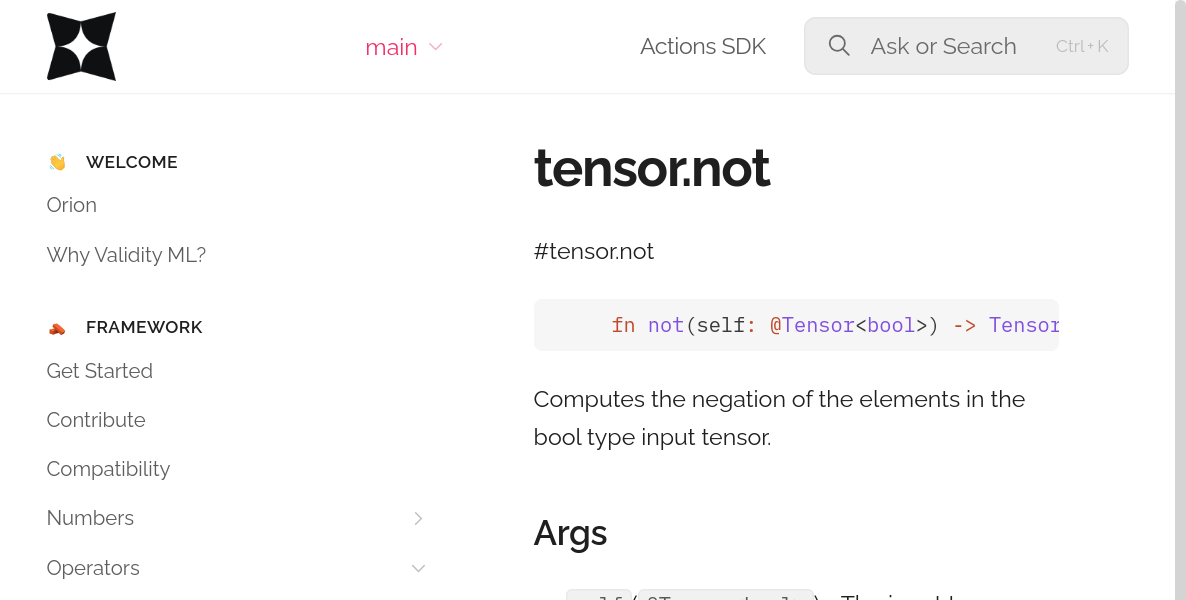 main
Actions SDK
Ask or Search
Ctrl + K
WELCOME
Orion
Why Validity ML?
FRAMEWORK
Get Started
Contribute
Compatibility
Numbers
Operators
tensor.not
#tensor.not
fn not(self: @Tensor<bool>) -> Tensor
Computes the negation of the elements in the
bool type input tensor.
Args